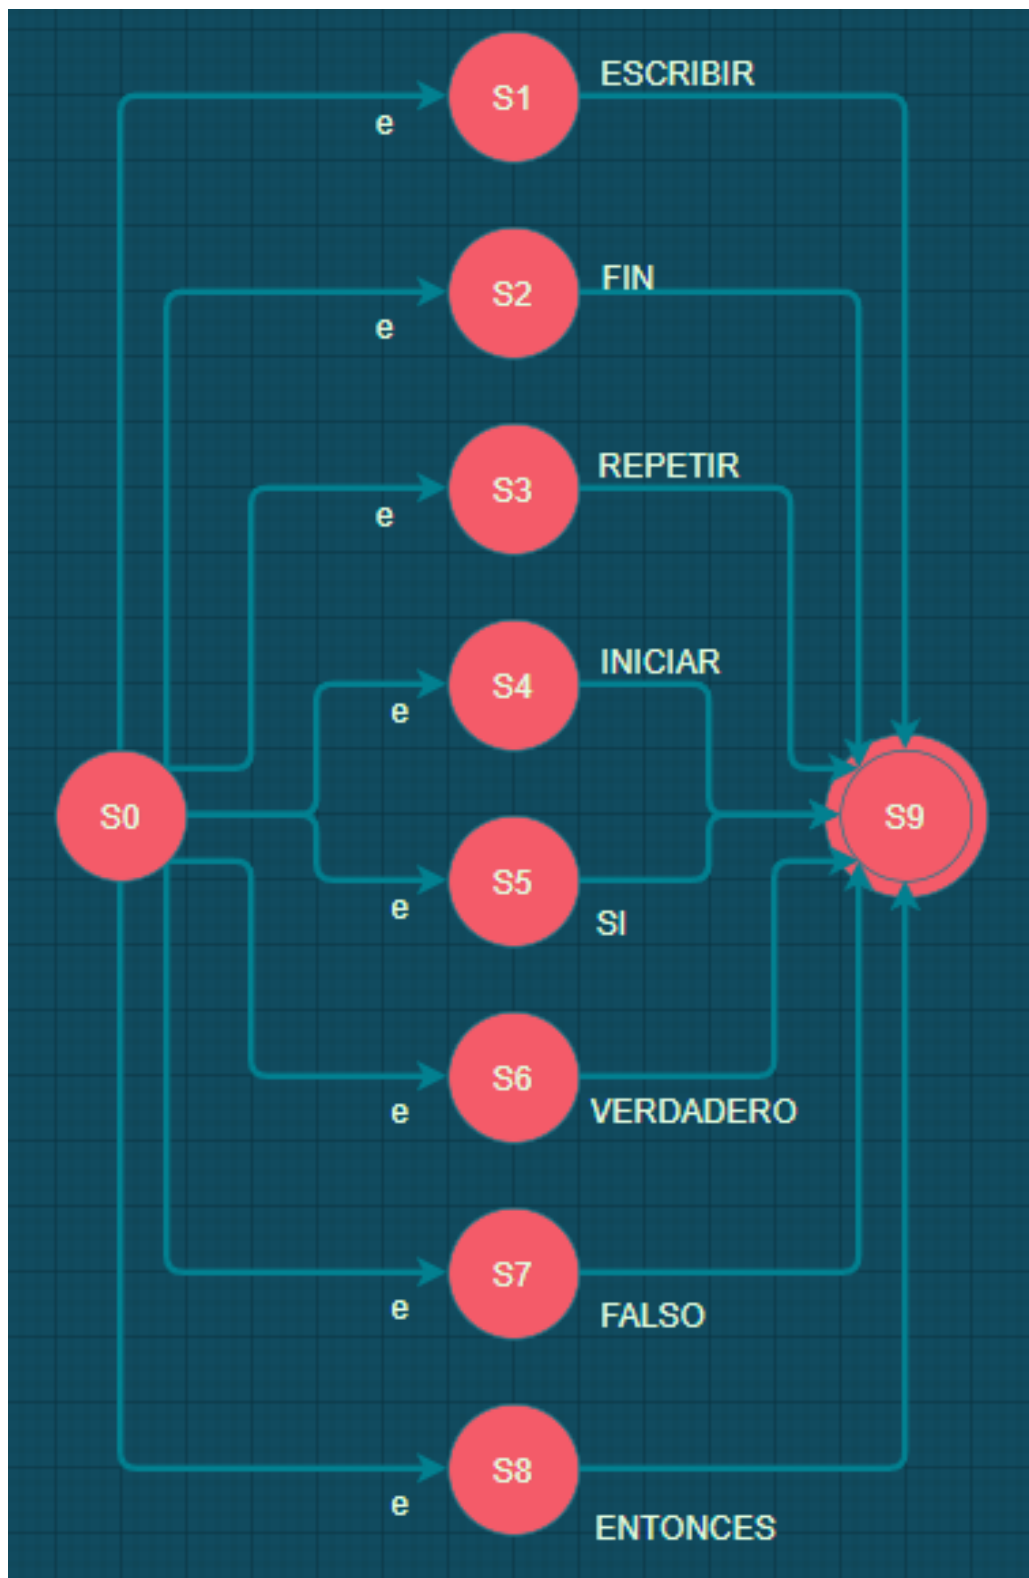 S1
ESCRIBIR
e
S2
FIN
e
S3
REPETIR
e
S4
INICIAR
e
S0
S9
S5
e
SI
S6
e
VERDADERO
S7
e
FALSO
S8
e
ENTONCES